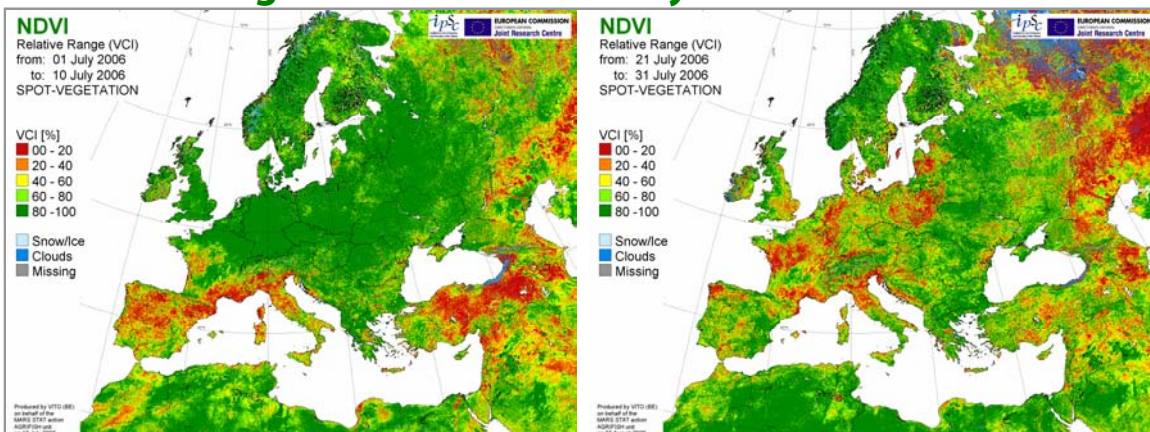 NDVI
Relative Range (VCI)
from: 01 July 2006
to: 10 July 2006
SPOT-VEGETATION
VCI [%]
00 - 20
20 - 40
40 - 60
60 - 80
80 -100
Snow/Ice
Clouds
Missing
Produced by VITO (BE)
on behalf of the
MARS STAT action
AGRIFISH unit
ipsc
EUROPEAN COMMISSION
Joint Research Centre
NDVI
Relative Range (VCI)
from: 21 July 2006
to: 31 July 2006
SPOT-VEGETATION
VCI [%]
00 - 20
20 - 40
40 - 60
60 - 80
80 -100
Snow/Ice
Clouds
Missing
Produced by VITO (BE)
on behalf of the
MARS STAT action
AGRIFISH unit
ipsc
EUROPEAN COMMISSION
Joint Research Centre